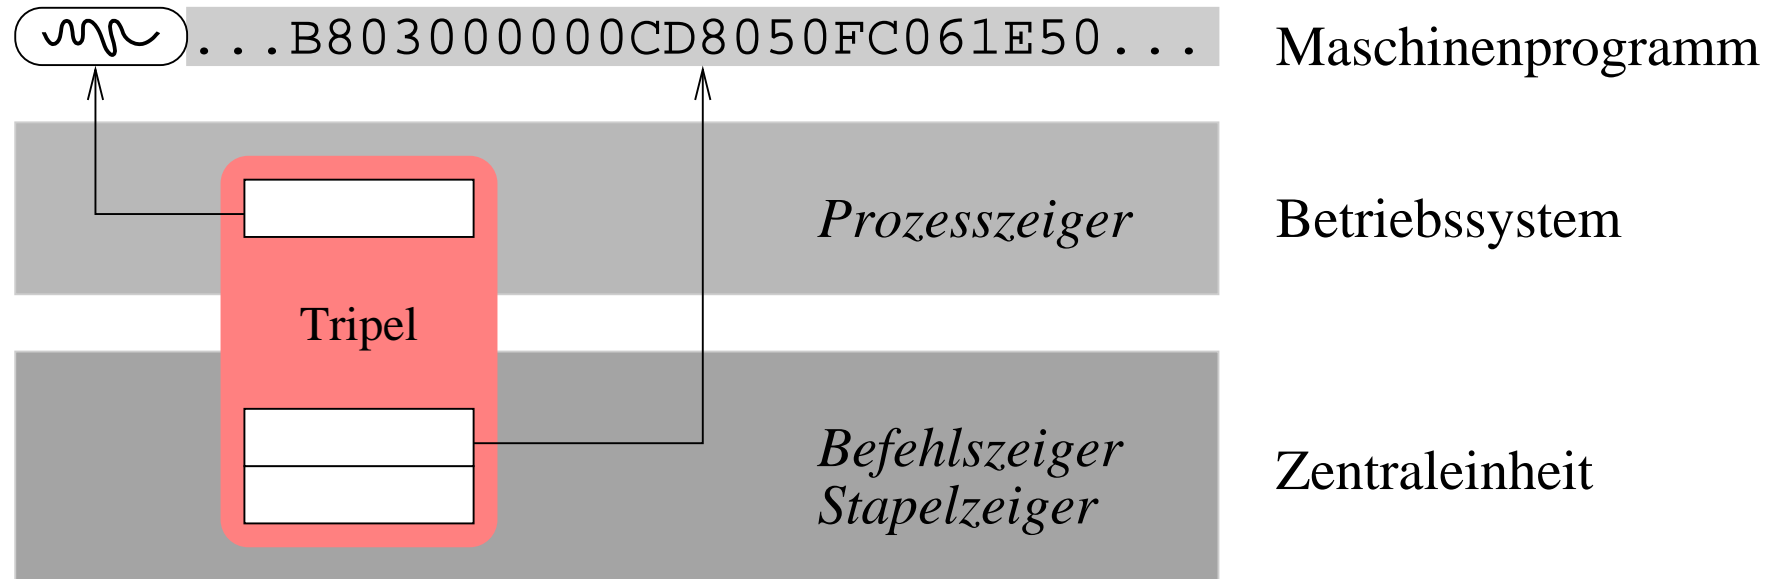 ...B803000000CD8050FC061E50... Maschinenprogramm
Prozesszeiger Betriebssystem
Tripel
Befehlszeiger
Stapelzeiger
Zentraleinheit